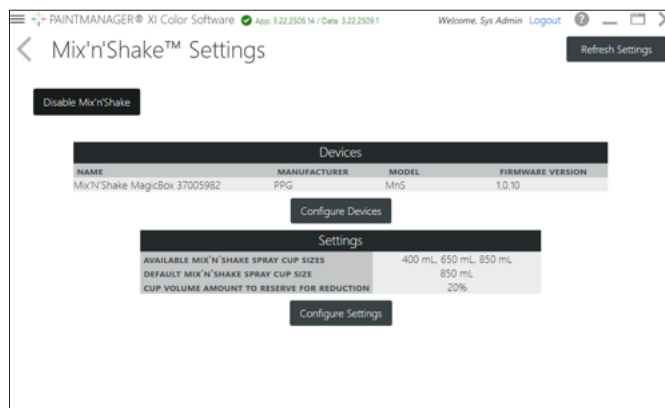 PAINTMANAGER® XI Color Software App: 3.22.2506.14 / Data: 3.22.2509.1 Welcome, Sys Admin Logout ?
Mix'n'Shake™ Settings Refresh Settings
Disable Mix'n'Shake
Devices
NAME MANUFACTURER MODEL FIRMWARE VERSION
Mix'N'Shake MagicBox 37005982 PPG MnS 1.0.10
Configure Devices
Settings
AVAILABLE MIX'N'SHAKE SPRAY CUP SIZES 400 mL, 650 mL, 850 mL
DEFAULT MIX'N'SHAKE SPRAY CUP SIZE 850 mL
CUP VOLUME AMOUNT TO RESERVE FOR REDUCTION 20%
Configure Settings